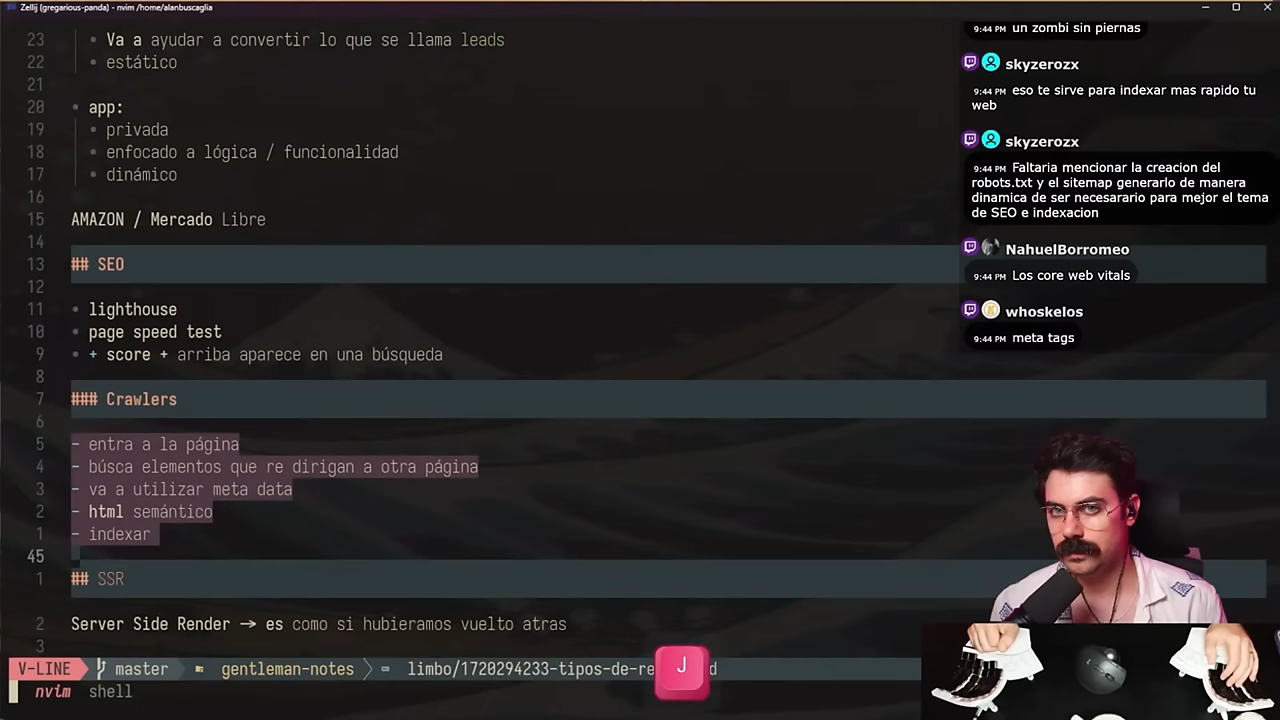 Zellij (gregarious-panda) - nvim /home/alanbuscaglia
23 • Va a ayudar a convertir lo que se llama leads
22 • estático
21
20 • app:
19 • privada
18 • enfocado a lógica / funcionalidad
17 • dinámico
16
15 AMAZON / Mercado Libre
14
13 ## SEO
12
11 • lighthouse
10 • page speed test
9 • + score + arriba aparece en una búsqueda
8
7 ### Crawlers
6
5 - entra a la página
4 - búsca elementos que re dirigan a otra página
3 - va a utilizar meta data
2 - html semántico
1 - indexar
45
1 ## SSR
2 Server Side Render → es como si hubieramos vuelto atras
3
V-LINE master gentleman-notes limbo/1720294233-tipos-de-re d
nvim shell
J
9:44 PM un zombi sin piernas
skyzerozx
9:44 PM eso te sirve para indexar mas rapido tu
web
skyzerozx
9:44 PM Faltaria mencionar la creacion del
robots.txt y el sitemap generarlo de manera
dinamica de ser necesarario para mejor el tema
de SEO e indexacion
NahuelBorromeo
9:44 PM Los core web vitals
whoskelos
9:44 PM meta tags